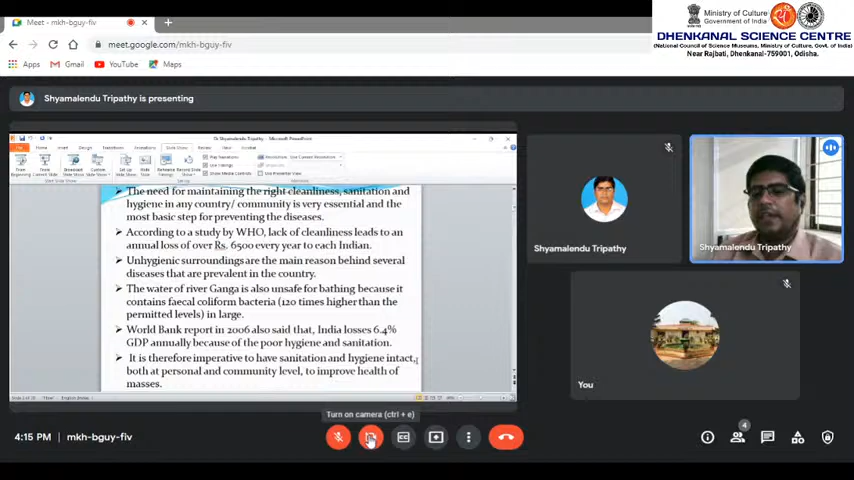 Meet - mkh-bguy-fiv
meet.google.com/mkh-bguy-fiv
Apps Gmail YouTube Maps
Ministry of Culture
Government of India
DHENKANAL SCIENCE CENTRE
(National Council of Science Museums, Ministry of Culture, Govt. of India)
Near Rajbati, Dhenkanal-759001, Odisha.
Shyamalendu Tripathy is presenting
The need for maintaining the right cleanliness, sanitation and
hygiene in any country/ community is very essential and the
most basic step for preventing the diseases.
According to a study by WHO, lack of cleanliness leads to an
annual loss of over Rs. 6500 every year to each Indian.
Unhygienic surroundings are the main reason behind several
diseases that are prevalent in the country.
The water of river Ganga is also unsafe for bathing because it
contains faecal coliform bacteria (120 times higher than the
permitted levels) in large.
World Bank report in 2006 also said that, India losses 6.4%
GDP annually because of the poor hygiene and sanitation.
It is therefore imperative to have sanitation and hygiene intact,
both at personal and community level, to improve health of
masses.
Shyamalendu Tripathy
Shyamalendu Tripathy
You
Turn on camera (ctrl + e)
4:15 PM mkh-bguy-fiv
4